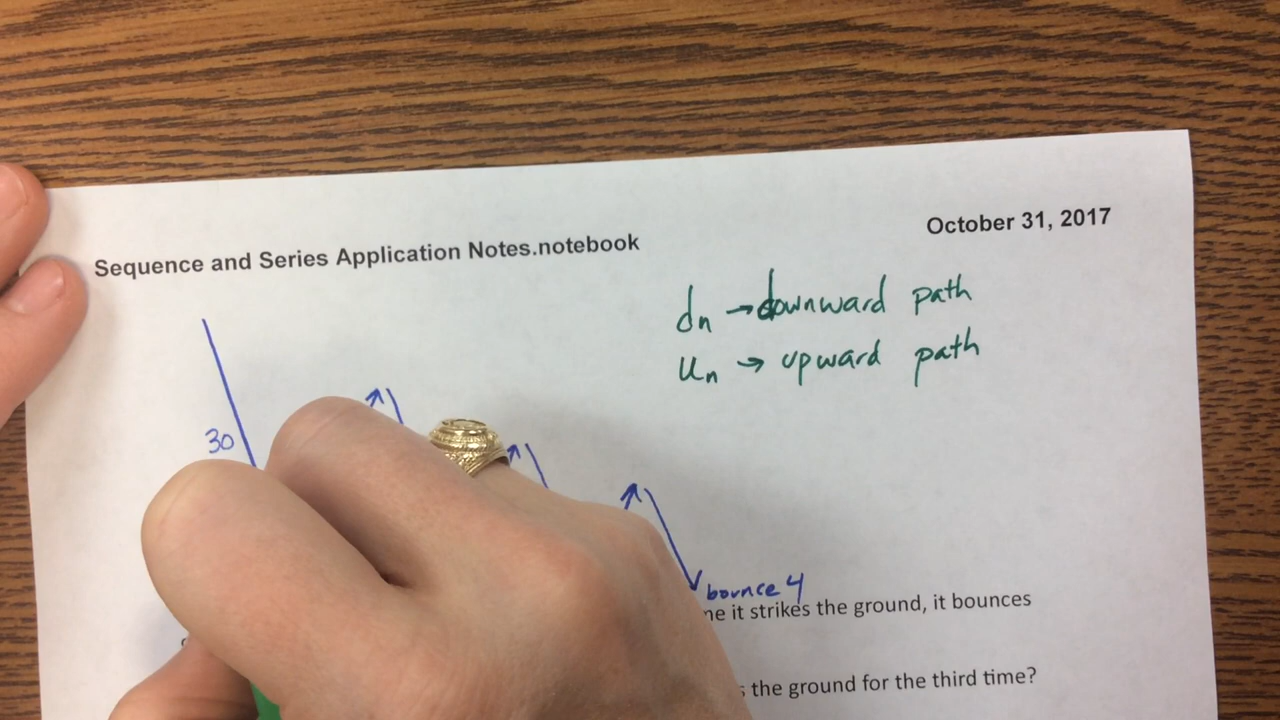 October 31, 2017
Sequence and Series Application Notes.notebook
dn → downward path
un → upward path
30
bounce 4
it strikes the ground, it bounces
the ground for the third time?